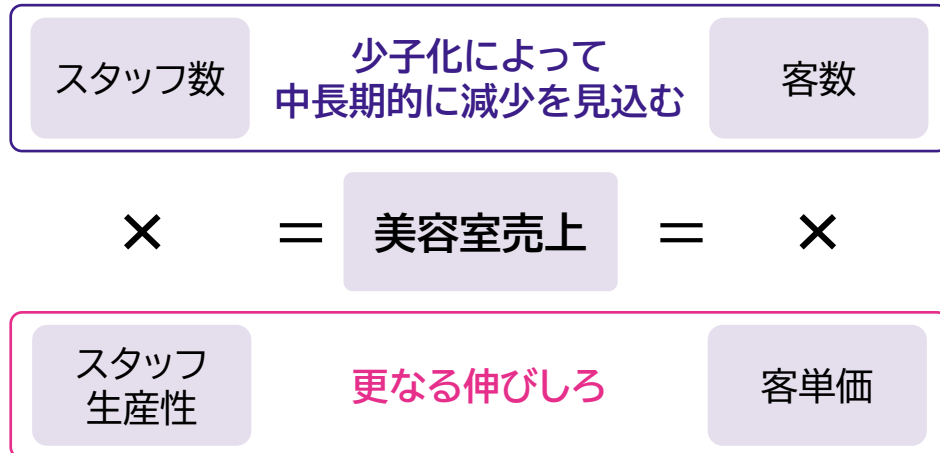 スタッフ数
少子化によって
中長期的に減少を見込む
客数
× = 美容室売上 = ×
スタッフ
生産性
更なる伸びしろ
客単価